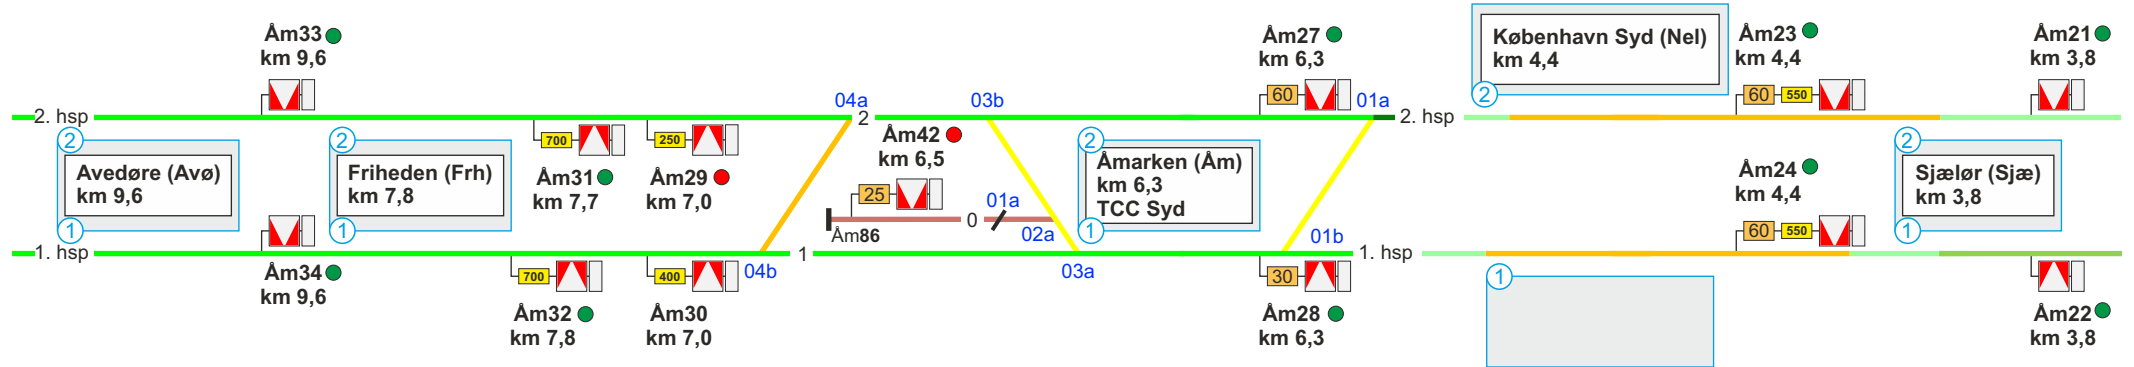 Åm33
km 9,6
Åm27
km 6,3
København Syd (Nel)
km 4,4
2
Åm23
km 4,4
Åm21
km 3,8
60
60
550
2. hsp
04a
2
03b
01a
2. hsp
2
Avedøre (Avø)
km 9,6
1
2
Friheden (Frh)
km 7,8
1
700
Åm31
km 7,7
250
Åm29
km 7,0
Åm42
km 6,5
25
Åm86
0
01a
02a
2
Åmarken (Åm)
km 6,3
TCC Syd
1
Åm24
km 4,4
60
550
2
Sjælør (Sjæ)
km 3,8
1
1. hsp
04b
1
03a
01b
1. hsp
Åm34
km 9,6
700
Åm32
km 7,8
400
Åm30
km 7,0
30
Åm28
km 6,3
1
Åm22
km 3,8